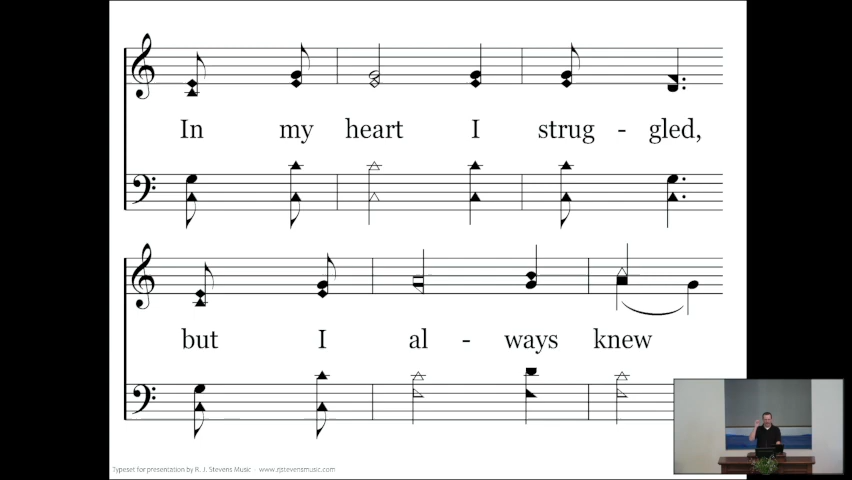 In my heart I strug - gled,
but I al - ways knew
Typeset for presentation by R. J. Stevens Music - www.rjstevensmusic.com